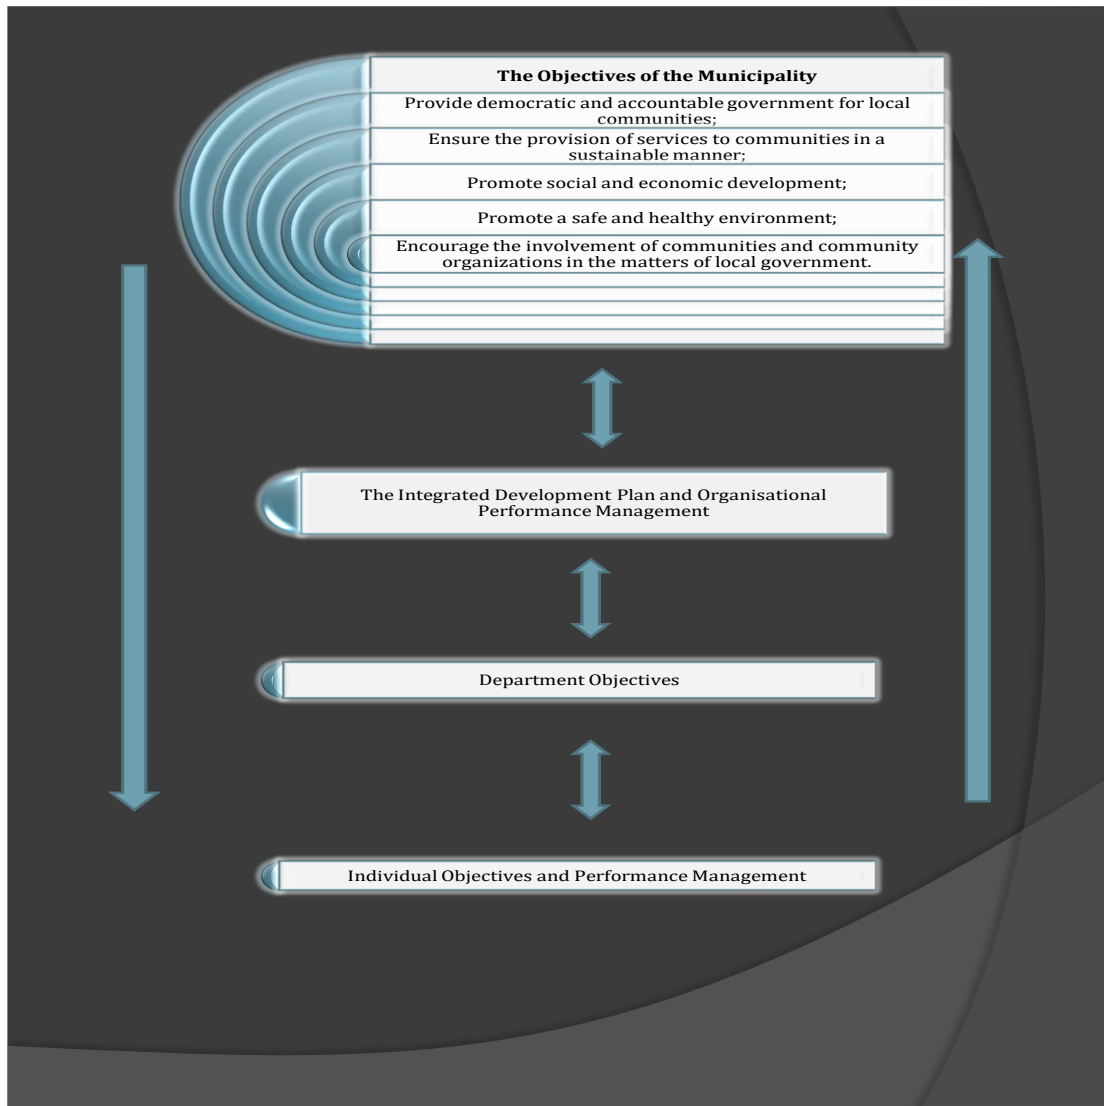 The Objectives of the Municipality
Provide democratic and accountable government for local
communities;
Ensure the provision of services to communities in a
sustainable manner;
Promote social and economic development;
Promote a safe and healthy environment;
Encourage the involvement of communities and community
organizations in the matters of local government.
The Integrated Development Plan and Organisational
Performance Management
Department Objectives
Individual Objectives and Performance Management